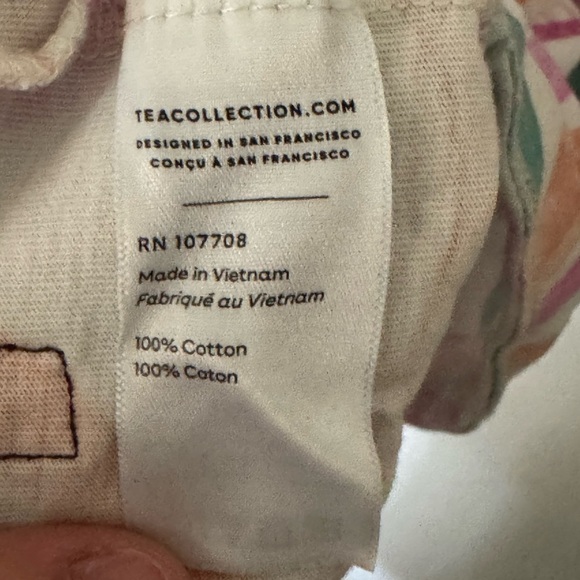 TEACOLLECTION.COM
DESIGNED IN SAN FRANCISCO
CONÇU À SAN FRANCISCO
RN 107708
Made in Vietnam
Fabriqué au Vietnam
100% Cotton
100% Coton